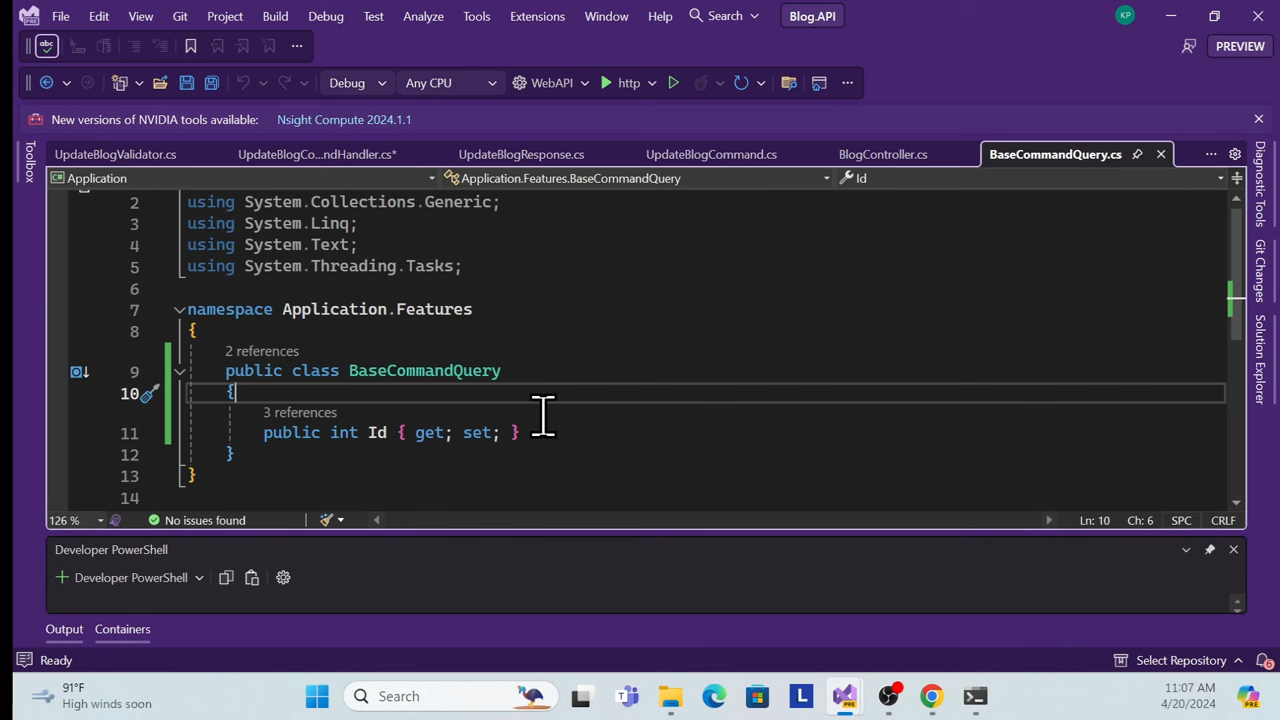 File Edit View Git Project Build Debug Test Analyze Tools Extensions Window Help Search Blog.API KP
abc PREVIEW
Debug Any CPU WebAPI http
New versions of NVIDIA tools available: Nsight Compute 2024.1.1
UpdateBlogValidator.cs UpdateBlogCo...ndHandler.cs* UpdateBlogResponse.cs UpdateBlogCommand.cs BlogController.cs BaseCommandQuery.cs
Application Application.Features.BaseCommandQuery Id
Toolbox
Diagnostic Tools
Git Changes
Solution Explorer
2 using System.Collections.Generic;
3 using System.Linq;
4 using System.Text;
5 using System.Threading.Tasks;
6
7 namespace Application.Features
8 {
2 references
9 public class BaseCommandQuery
10 {
3 references
11 public int Id { get; set; }
12 }
13 }
14
126 % No issues found Ln: 10 Ch: 6 SPC CRLF
Developer PowerShell
+ Developer PowerShell
Output Containers
Ready Select Repository 6
91°F
High winds soon
Search
PRE
L
11:07 AM
4/20/2024
PRE